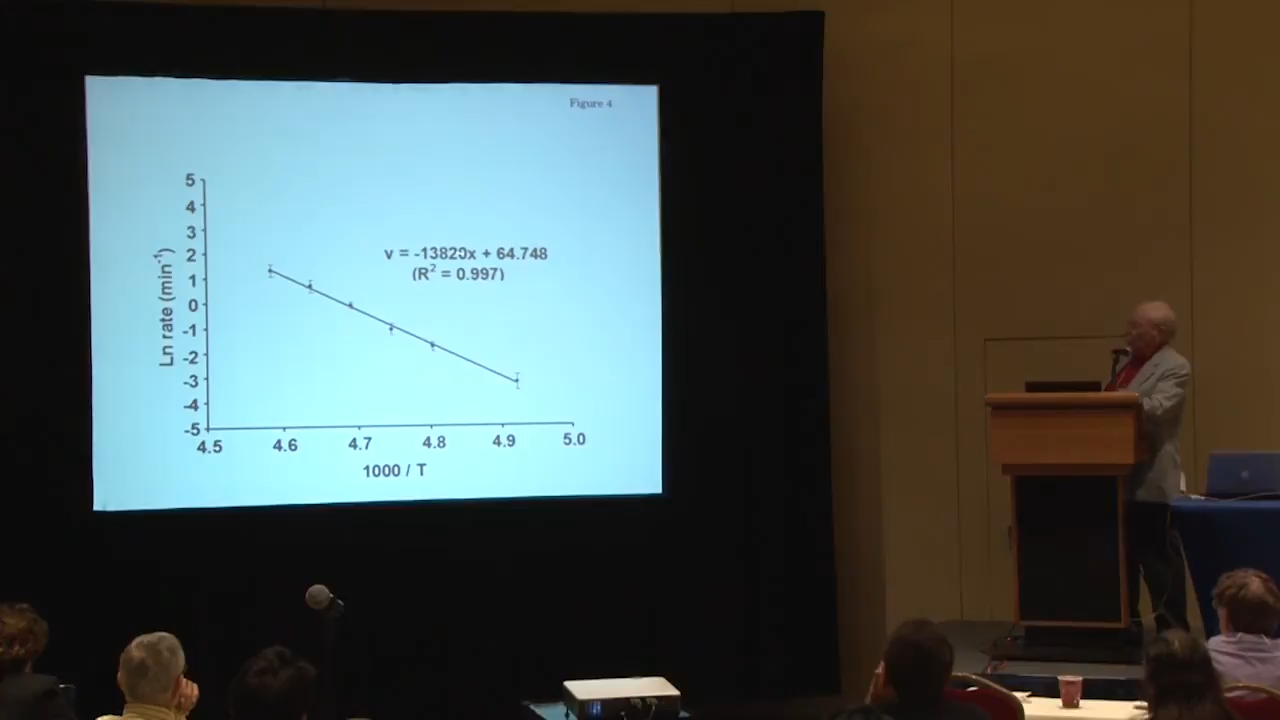 Figure 4
5
4
3
2
1
0
-1
-2
-3
-4
-5
Ln rate (min⁻¹)
v = -13820x + 64.748
(R² = 0.997)
4.5 4.6 4.7 4.8 4.9 5.0
1000 / T